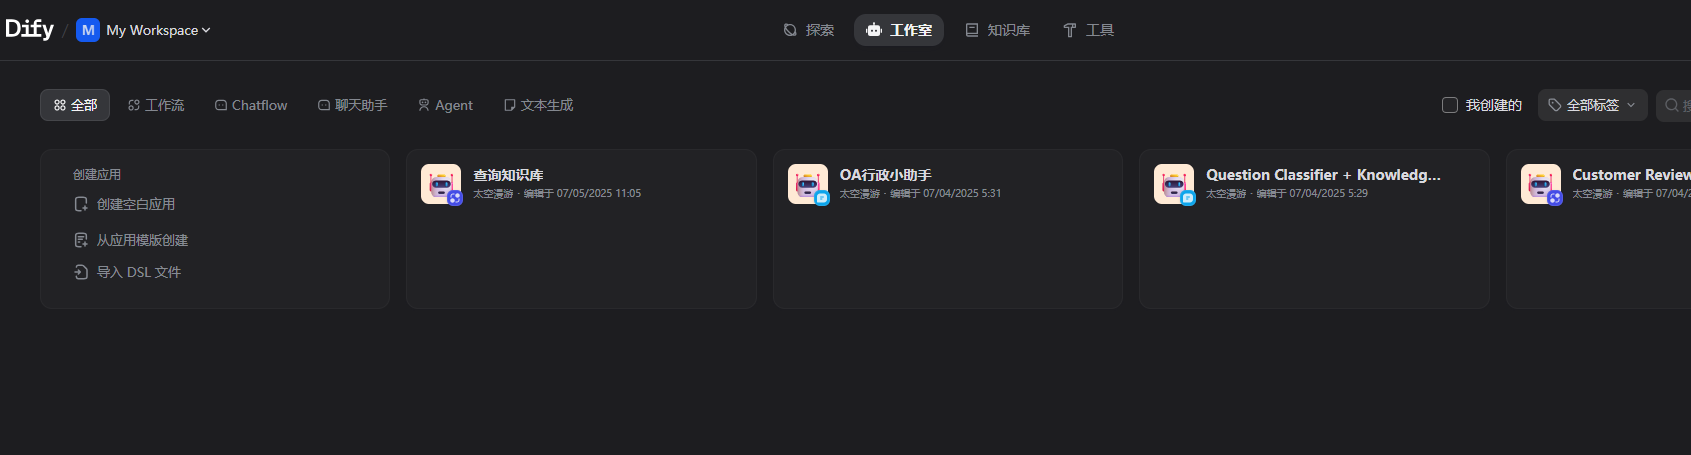 Dify / M My Workspace 探索 工作室 知识库 工具
全部 工作流 Chatflow 聊天助手 Agent 文本生成 我创建的 全部标签
创建应用
创建空白应用
从应用模版创建
导入 DSL 文件
查询知识库
太空漫游 · 编辑于 07/05/2025 11:05
OA行政小助手
太空漫游 · 编辑于 07/04/2025 5:31
Question Classifier + Knowledg...
太空漫游 · 编辑于 07/04/2025 5:29
Customer Review
太空漫游 · 编辑于 07/04/2